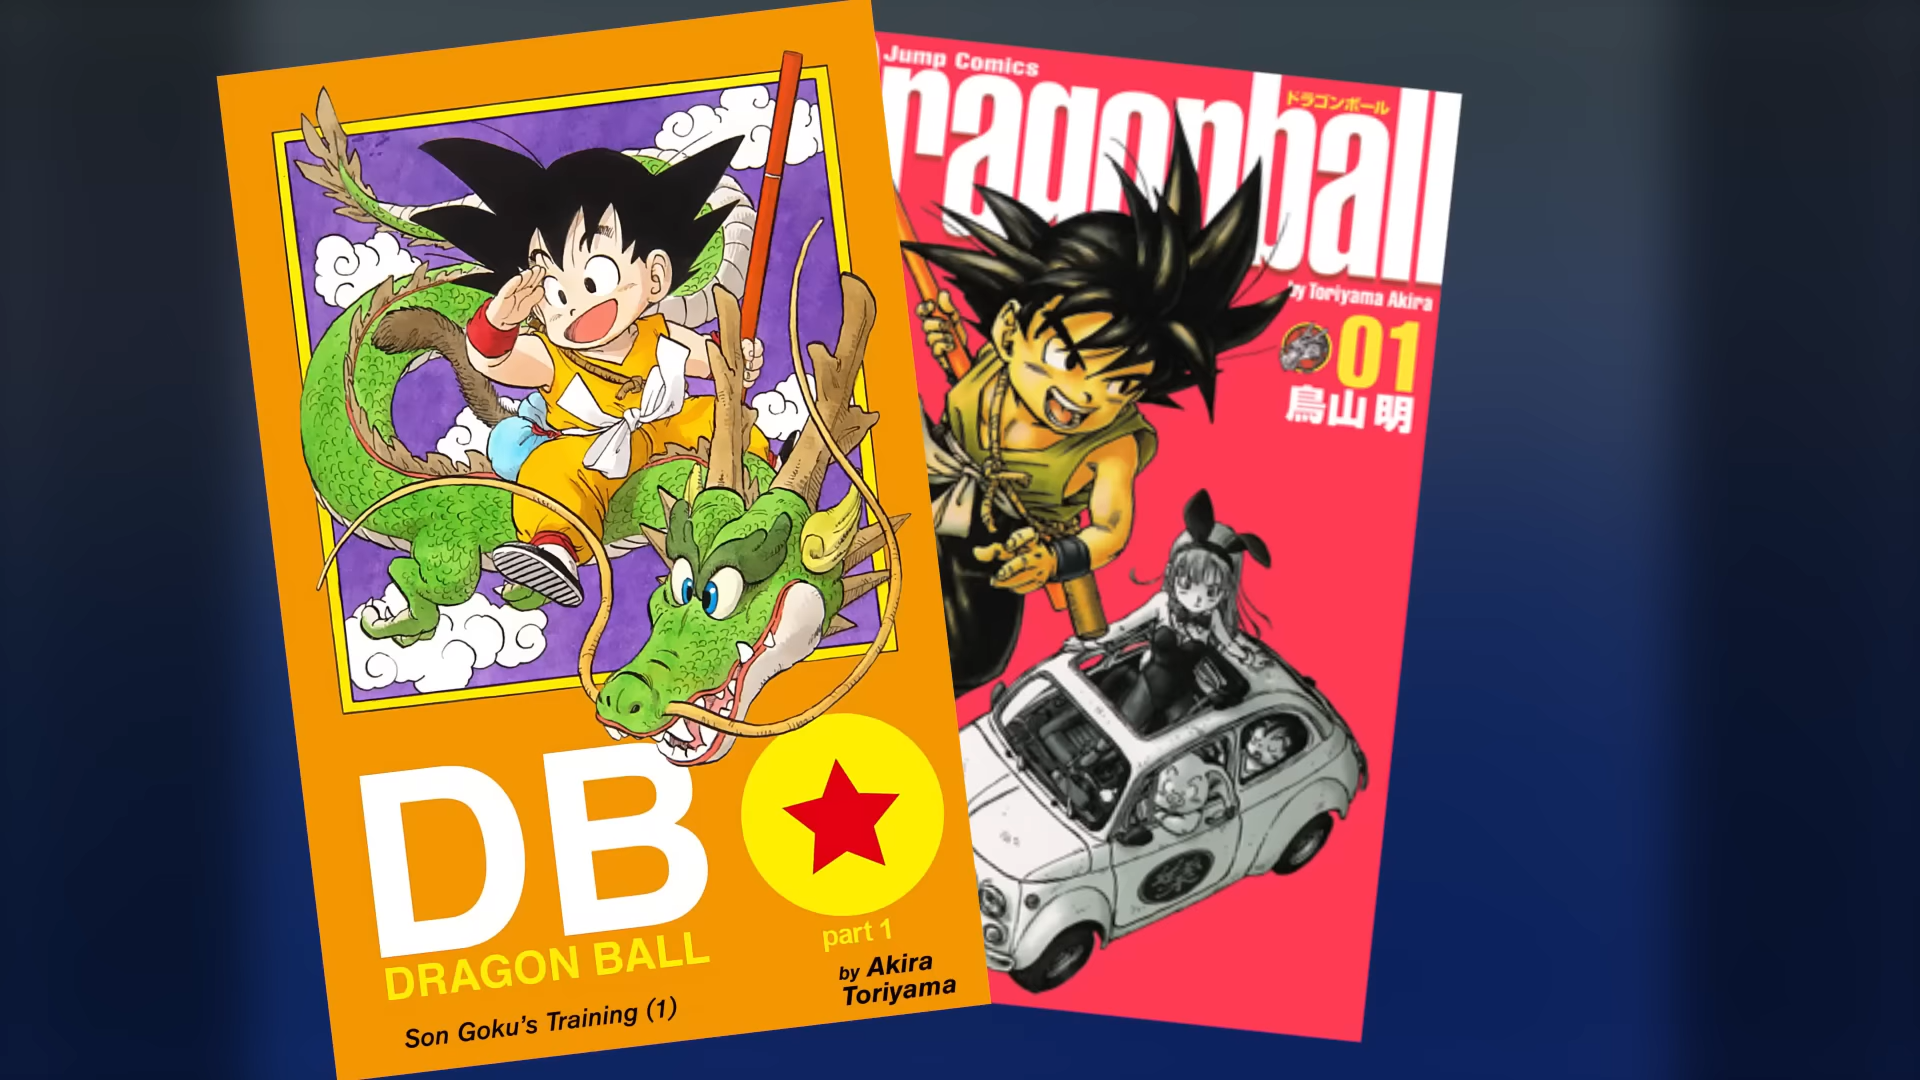 DB
DRAGON BALL
Son Goku's Training (1)
part 1
by Akira
Toriyama
Jump Comics
ragonball
ドラゴンボール
by Toriyama Akira
01
鳥山 明